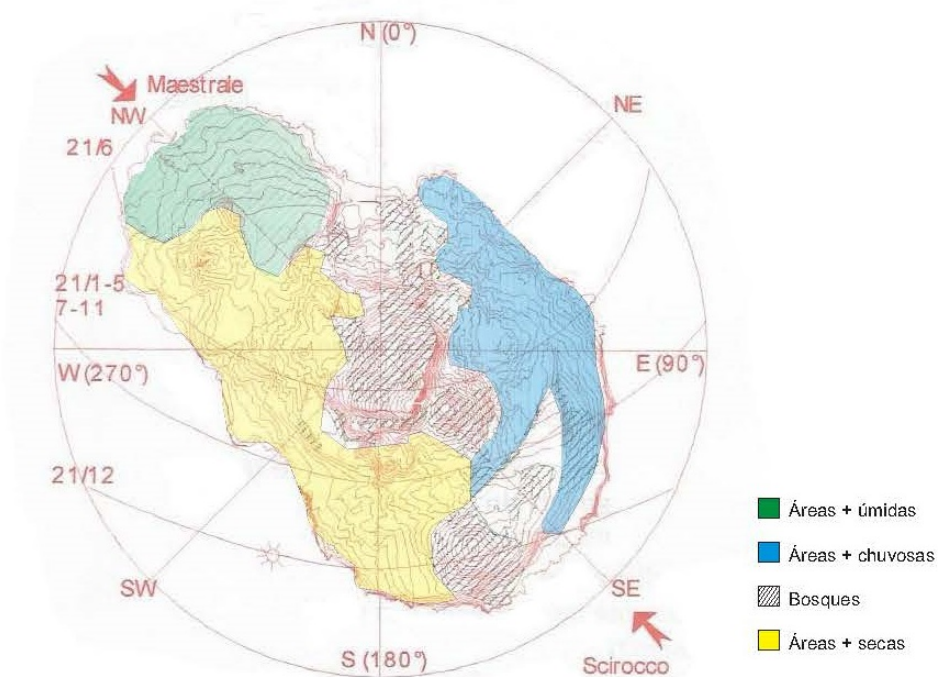 N (0°)
Maestrale
NW
NE
21/6
21/1-5
7-11
W (270°)
E (90°)
21/12
SW
SE
S (180°)
Scirocco
Áreas + úmidas
Áreas + chuvosas
Bosques
Áreas + secas